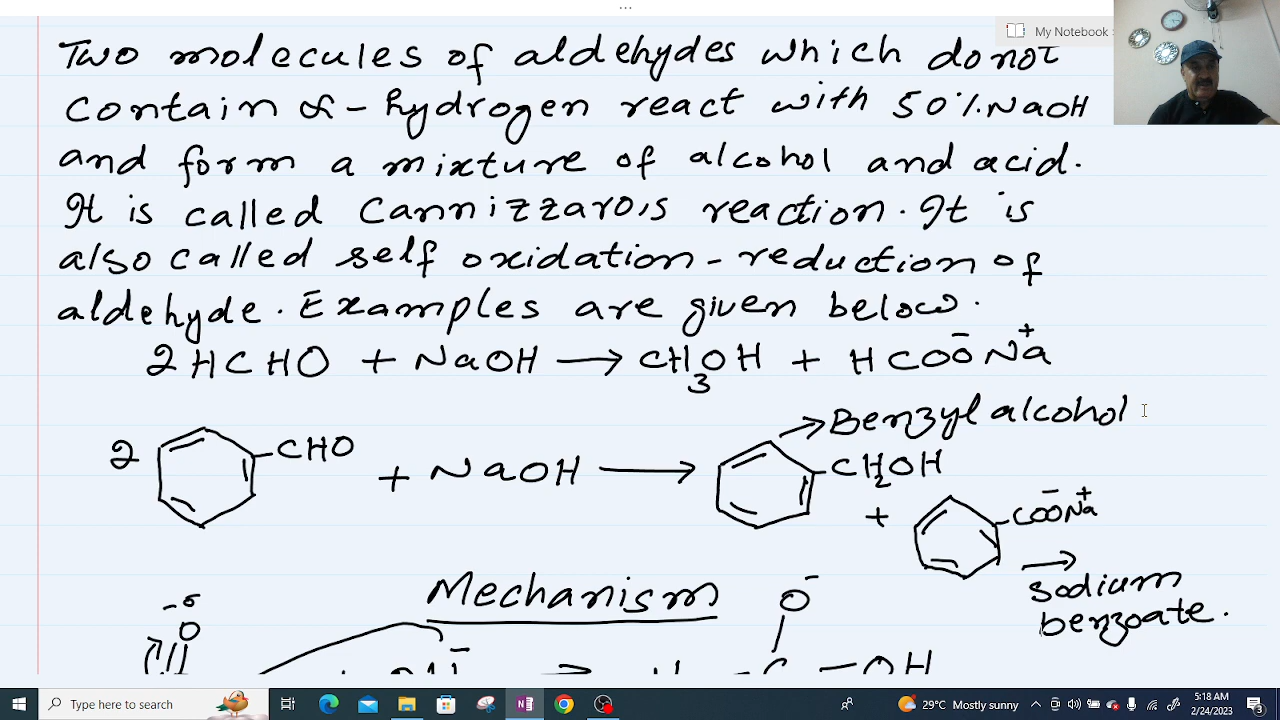 My Notebook
Two molecules of aldehydes which do not
contain α-hydrogen react with 50%.NaOH
and form a mixture of alcohol and acid.
It is called Cannizzaro's reaction. It is
also called self oxidation-reduction of
aldehyde. Examples are given below.
2HCHO + NaOH → CH3OH + HCOO⁻Na⁺
→Benzyl alcohol
2 CHO + NaOH → CH2OH
+ COO⁻Na⁺
→
sodium
benzoate.
Mechanism
-δ
O O⁻
OH⁻ → H C — OH
Type here to search
29°C Mostly sunny
5:18 AM
2/24/2023
3